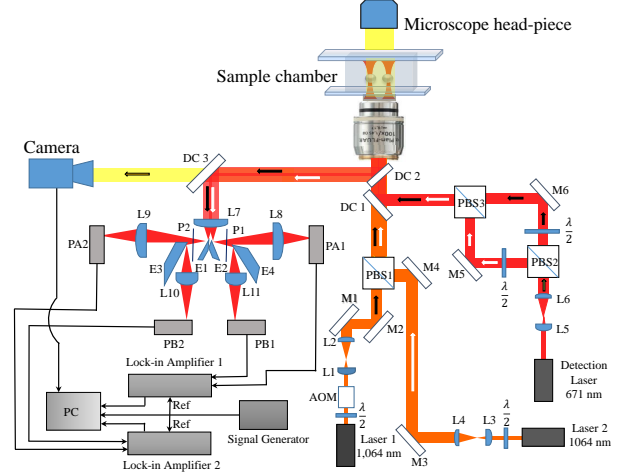 Microscope head-piece
Sample chamber
Camera
DC 3
DC 2
DC 1
PBS3
M6
L9
P2
L7
P1
L8
PA2
PA1
E3
E1
E2
E4
L10
L11
PB2
PB1
M5
λ
2
λ
2
PBS2
PBS1
M4
M1
M2
L2
L6
L5
L1
AOM
λ
2
Detection
Laser
671 nm
Lock-in Amplifier 1
PC
Ref
Ref
Signal Generator
Lock-in Amplifier 2
Laser 1
1,064 nm
M3
L4
L3
λ
2
Laser 2
1064 nm